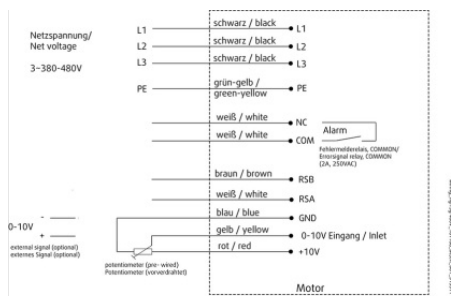 Netzspannung/
Net voltage
3~380-480V
L1
schwarz / black
L1
L2
schwarz / black
L2
L3
schwarz / black
L3
PE
grün-gelb /
green-yellow
PE
weiß / white
NC
weiß / white
COM
Alarm
Fehlermelderelais, COMMON/
Errorsignal relay, COMMON
(2A, 250VAC)
braun / brown
RSB
weiß / white
RSA
blau / blue
GND
gelb / yellow
0-10V Eingang / Inlet
rot / red
+10V
0-10V
-
+
external signal (optional)
externes Signal (optional)
potentiometer (pre- wired)
Potentiometer (vorverdrahtet)
Motor